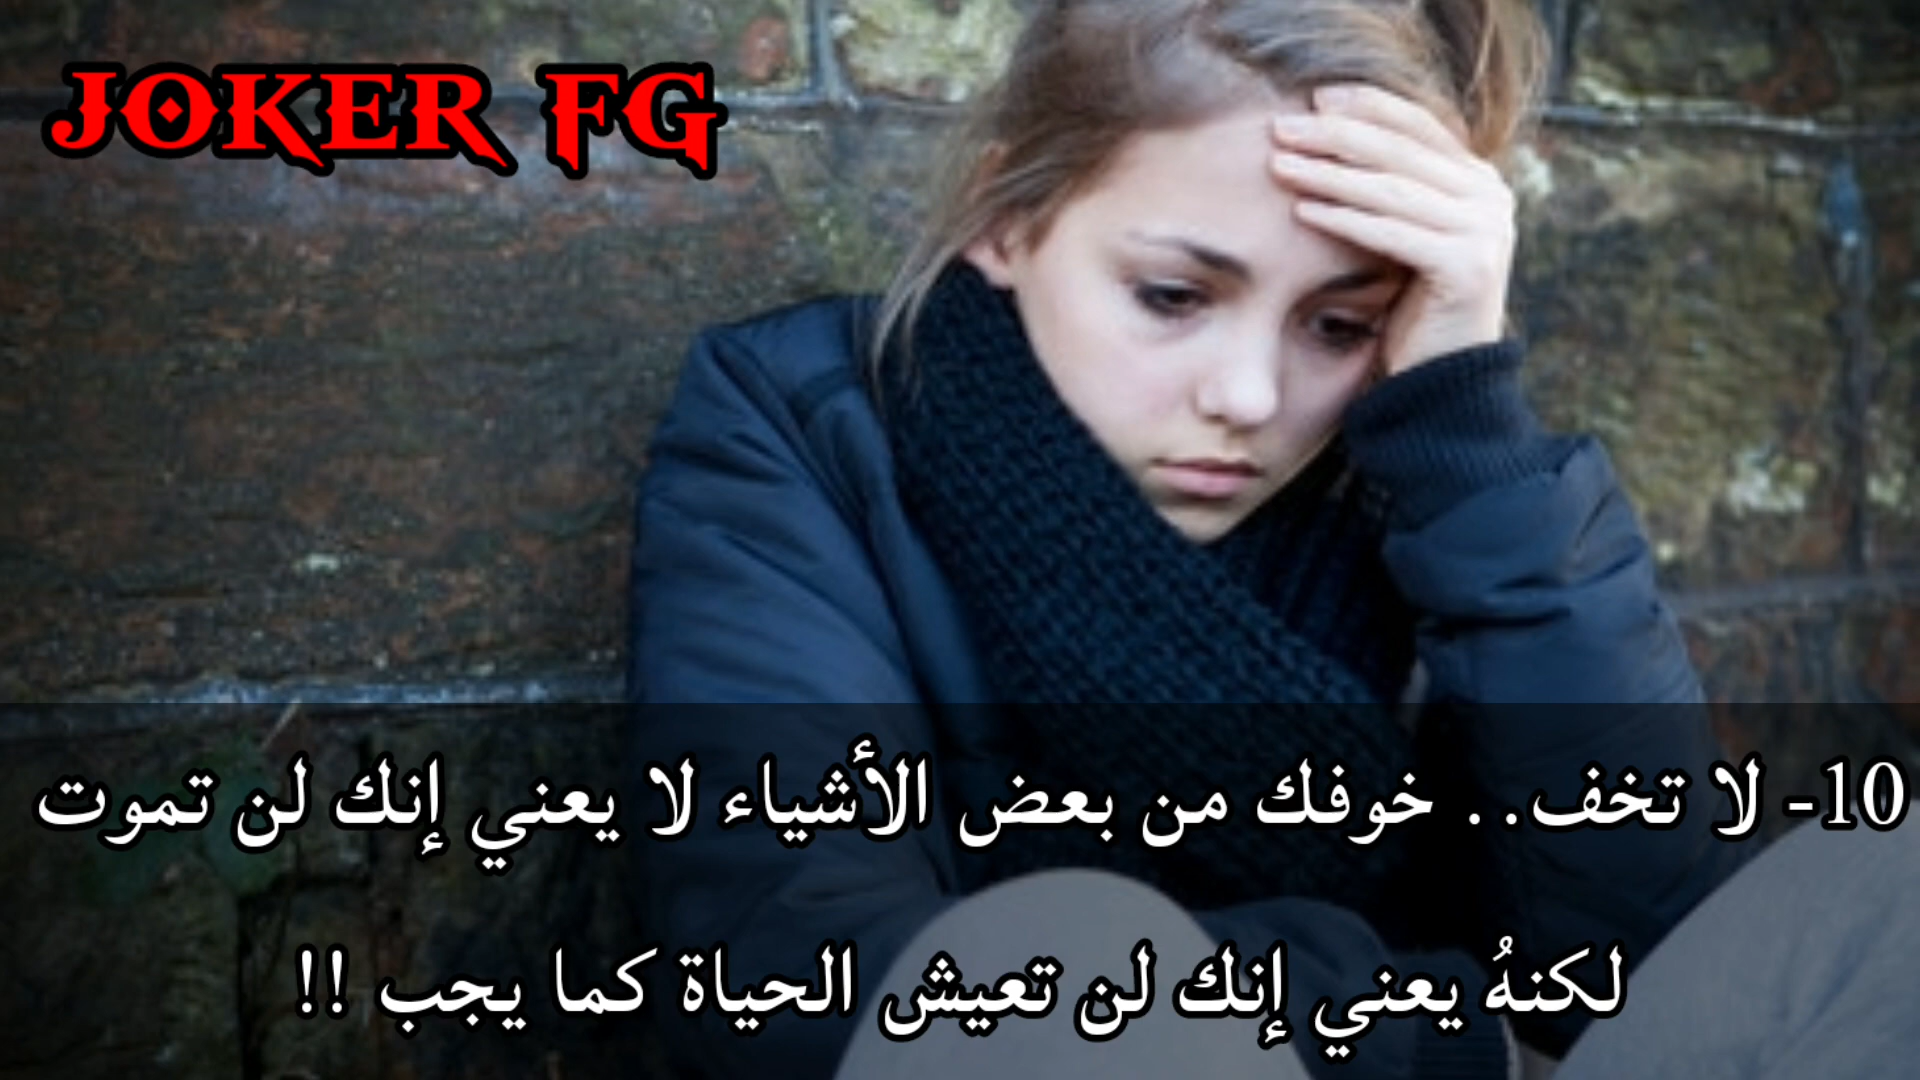 JOKER FG
10- لا تخف.. خوفك من بعض الأشياء لا يعني إنك لن تموت
لكنهُ يعني إنك لن تعيش الحياة كما يجب !!